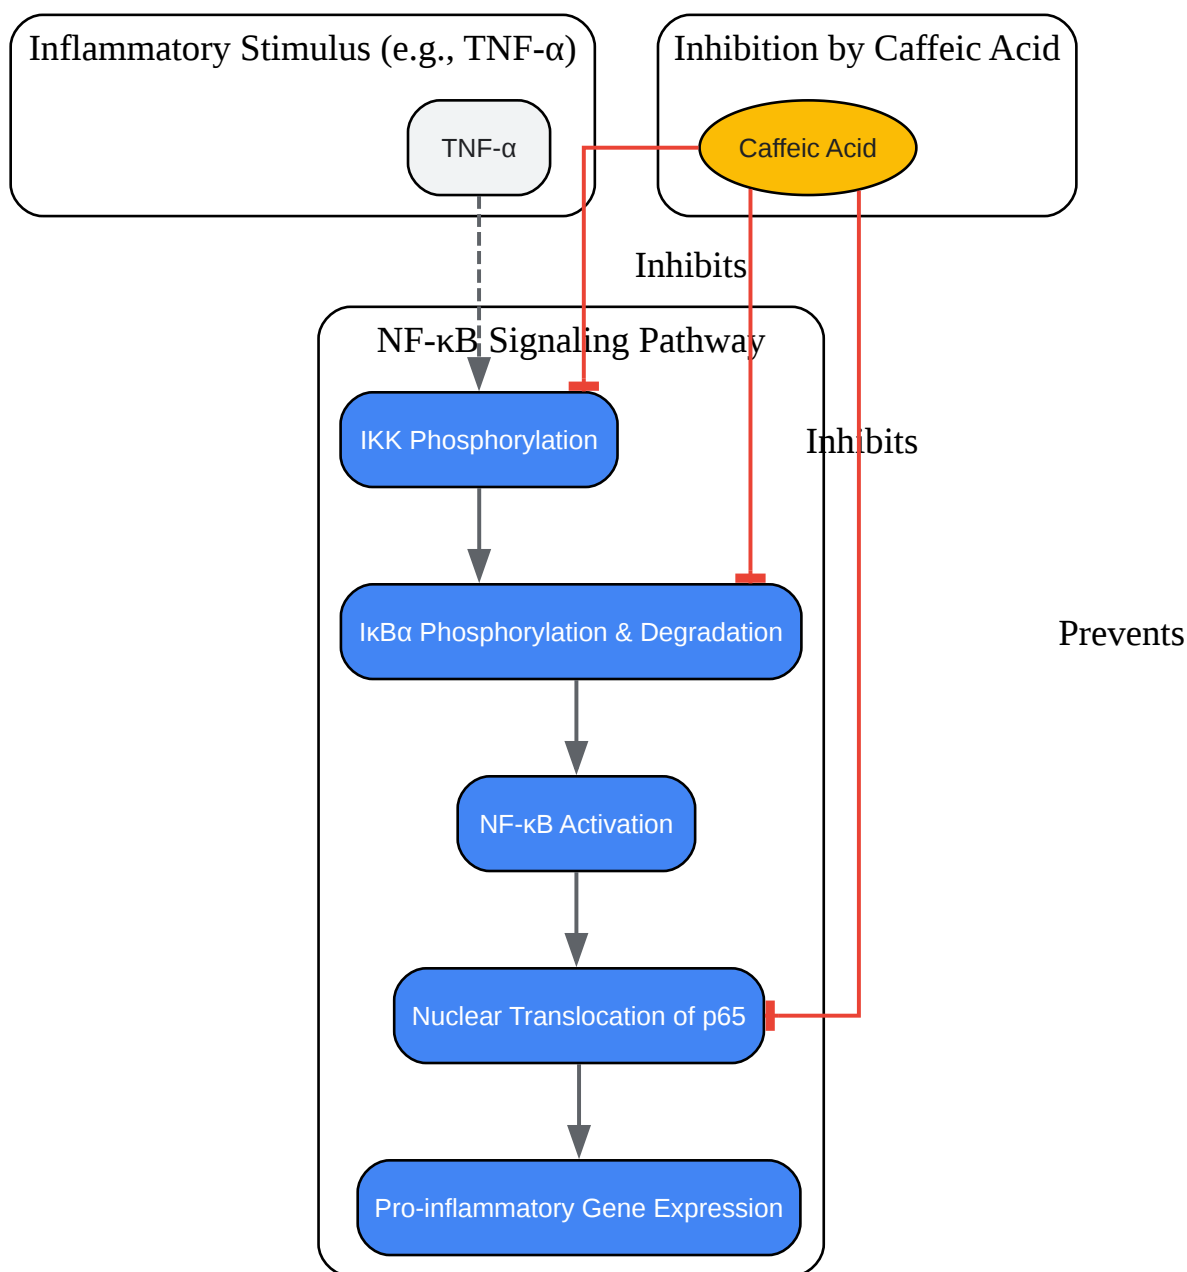 Inflammatory Stimulus (e.g., TNF-α)
Inhibition by Caffeic Acid
TNF-α
Caffeic Acid
Inhibits
NF-κB Signaling Pathway
IKK Phosphorylation
Inhibits
IκBα Phosphorylation & Degradation
Prevents
NF-κB Activation
Nuclear Translocation of p65
Pro-inflammatory Gene Expression